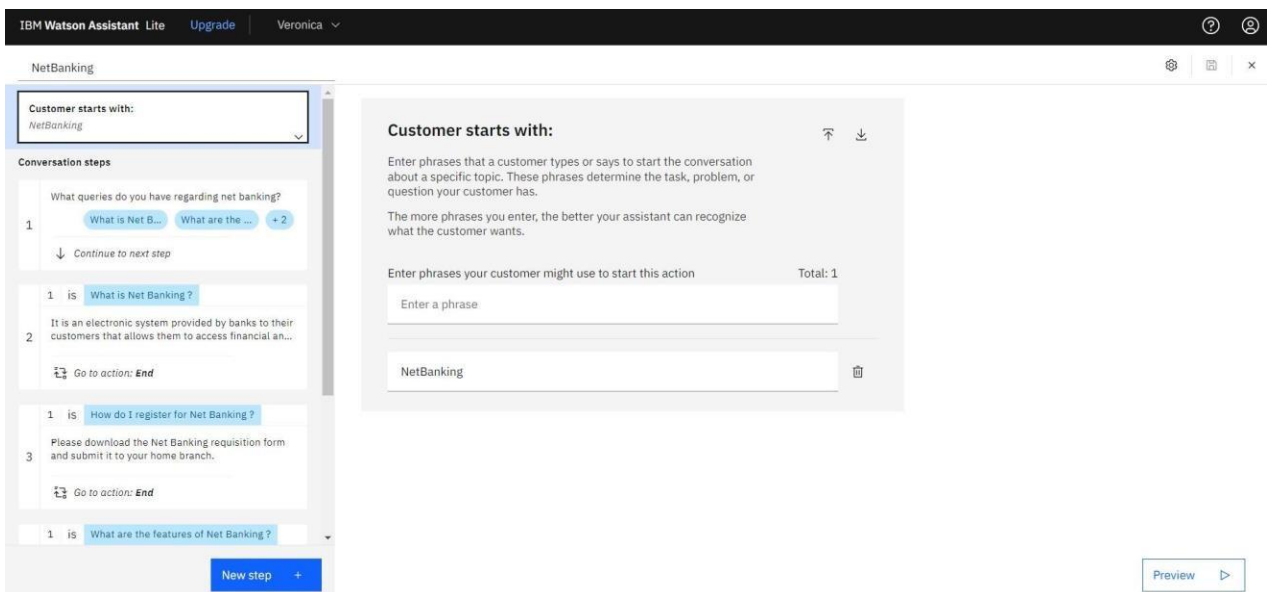 IBM Watson Assistant Lite Upgrade Veronica
NetBanking
Customer starts with:
NetBanking
Conversation steps
What queries do you have regarding net banking?
1 What is Net B... What are the ... + 2
Continue to next step
1 is What is Net Banking ?
2 It is an electronic system provided by banks to their
customers that allows them to access financial an...
Go to action: End
1 is How do I register for Net Banking ?
3 Please download the Net Banking requisition form
and submit it to your home branch.
Go to action: End
1 is What are the features of Net Banking ?
New step +
Customer starts with:
Enter phrases that a customer types or says to start the conversation
about a specific topic. These phrases determine the task, problem, or
question your customer has.
The more phrases you enter, the better your assistant can recognize
what the customer wants.
Enter phrases your customer might use to start this action Total: 1
Enter a phrase
NetBanking
Preview